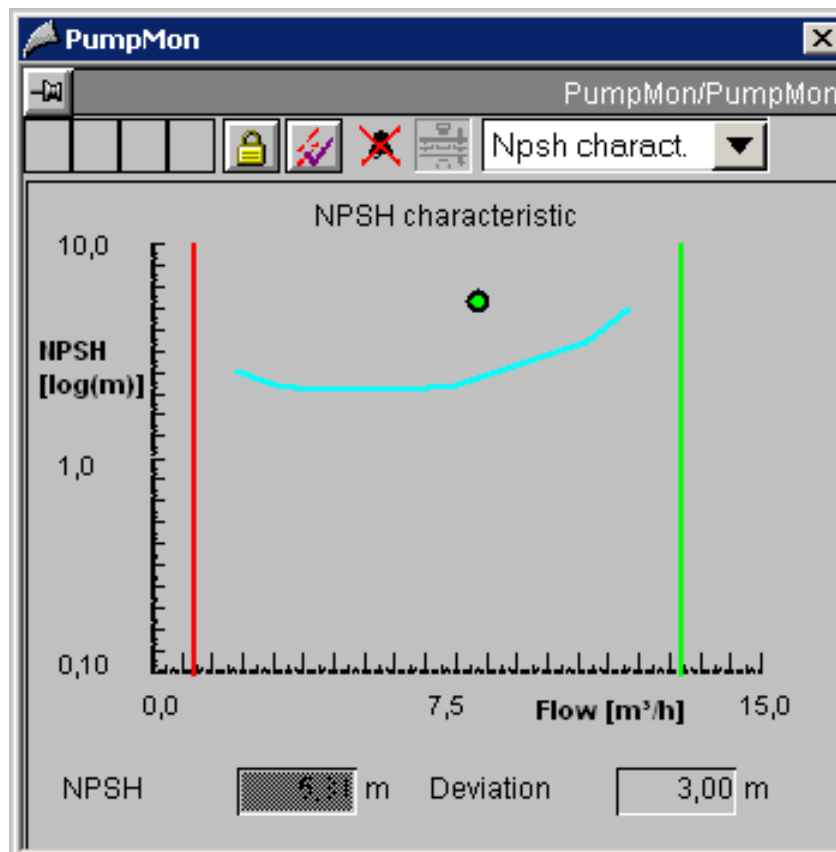 PumpMon
PumpMon/PumpMon
Npsh charact.
NPSH characteristic
10,0
NPSH
[log(m)]
1,0
0,10
0,0 7,5 Flow [m³/h] 15,0
NPSH m Deviation 3,00 m